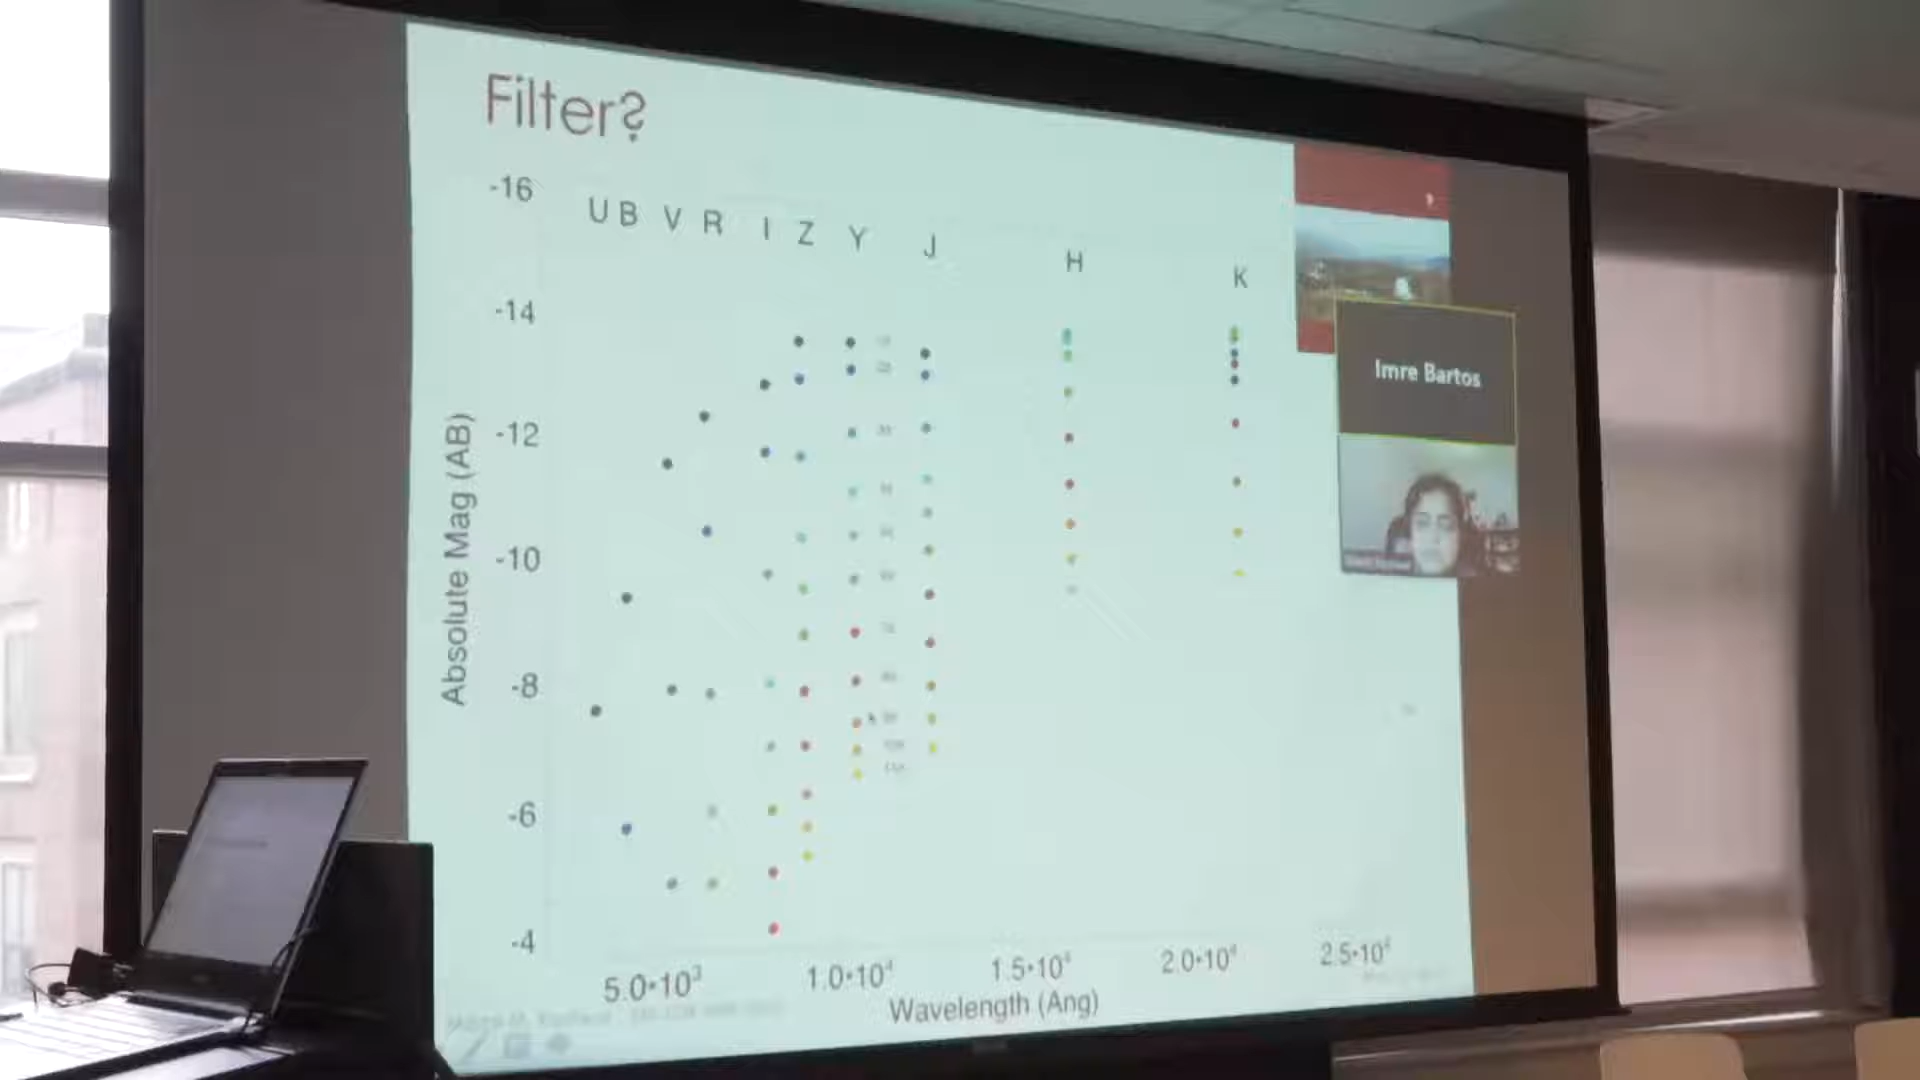 Filter?
-16
U B V R I Z Y J H K
-14
Imre Bartos
-12
Absolute Mag (AB)
-10
-8
-6
-4
5.0•10³ 1.0•10⁴ 1.5•10⁴ 2.0•10⁴ 2.5•10⁴
Wavelength (Ang)